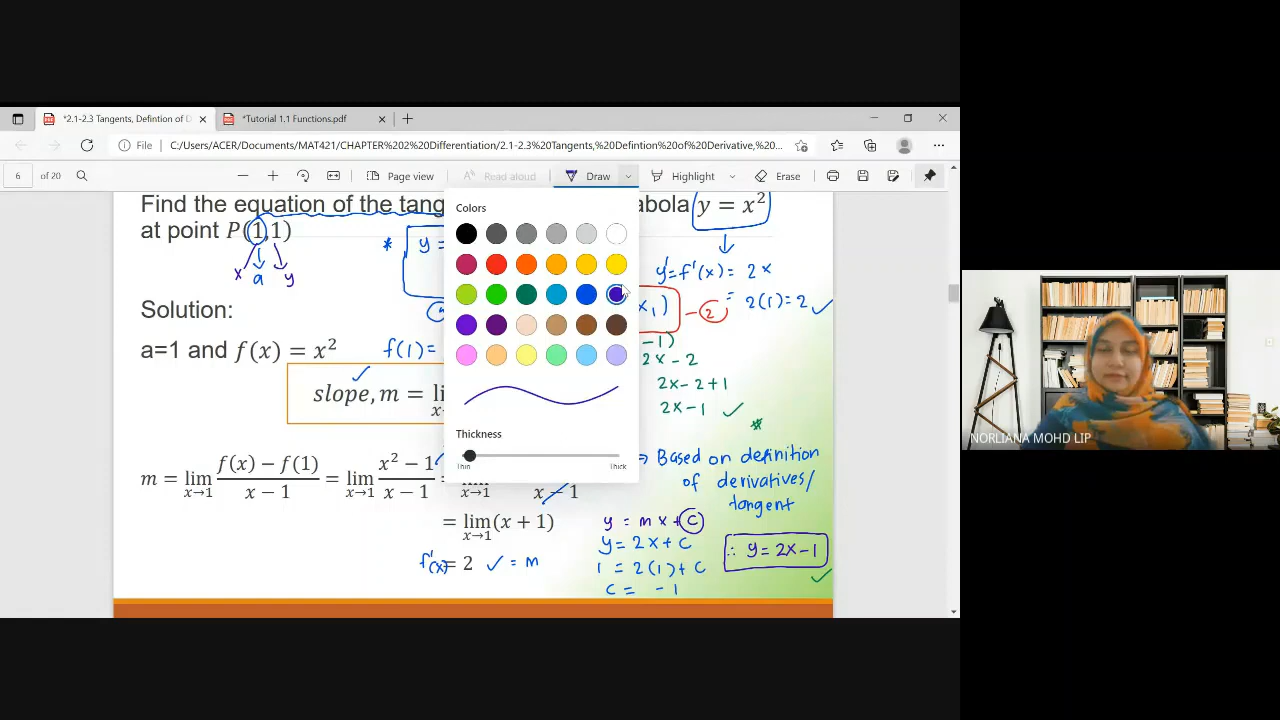 *2.1-2.3 Tangents, Defintion of D
*Tutorial 1.1 Functions.pdf
File
C:/Users/ACER/Documents/MAT421/CHAPTER%202%20Differentiation/2.1-2.3%20Tangents,%20Defintion%20of%20Derivative,%20...
6 of 20
Page view
Read aloud
Draw
Highlight
Erase
Find the equation of the tang
abola y = x²
at point P(1,1)
x a y
* y =
y' = f'(x) = 2x
= 2(1) = 2 ✓
x₁) - 2
-1)
2x-2
2x-2+1
2x-1 ✓
*
Solution:
a=1 and f(x) = x²
f(1) =
slope, m = li
x
Colors
Thickness
Thin
Thick
m = lim x→1 f(x) − f(1) / x − 1 = lim x→1 x² − 1 / x − 1 = lim x→1 x − 1
= lim x→1 (x + 1)
f'(x) = 2 ✓ = m
→ Based on definition
of derivatives/
tangent
y = mx + C
y = 2x + C
1 = 2(1) + C
C = -1
∴ y = 2x-1
✓
NORLIANA MOHD LIP